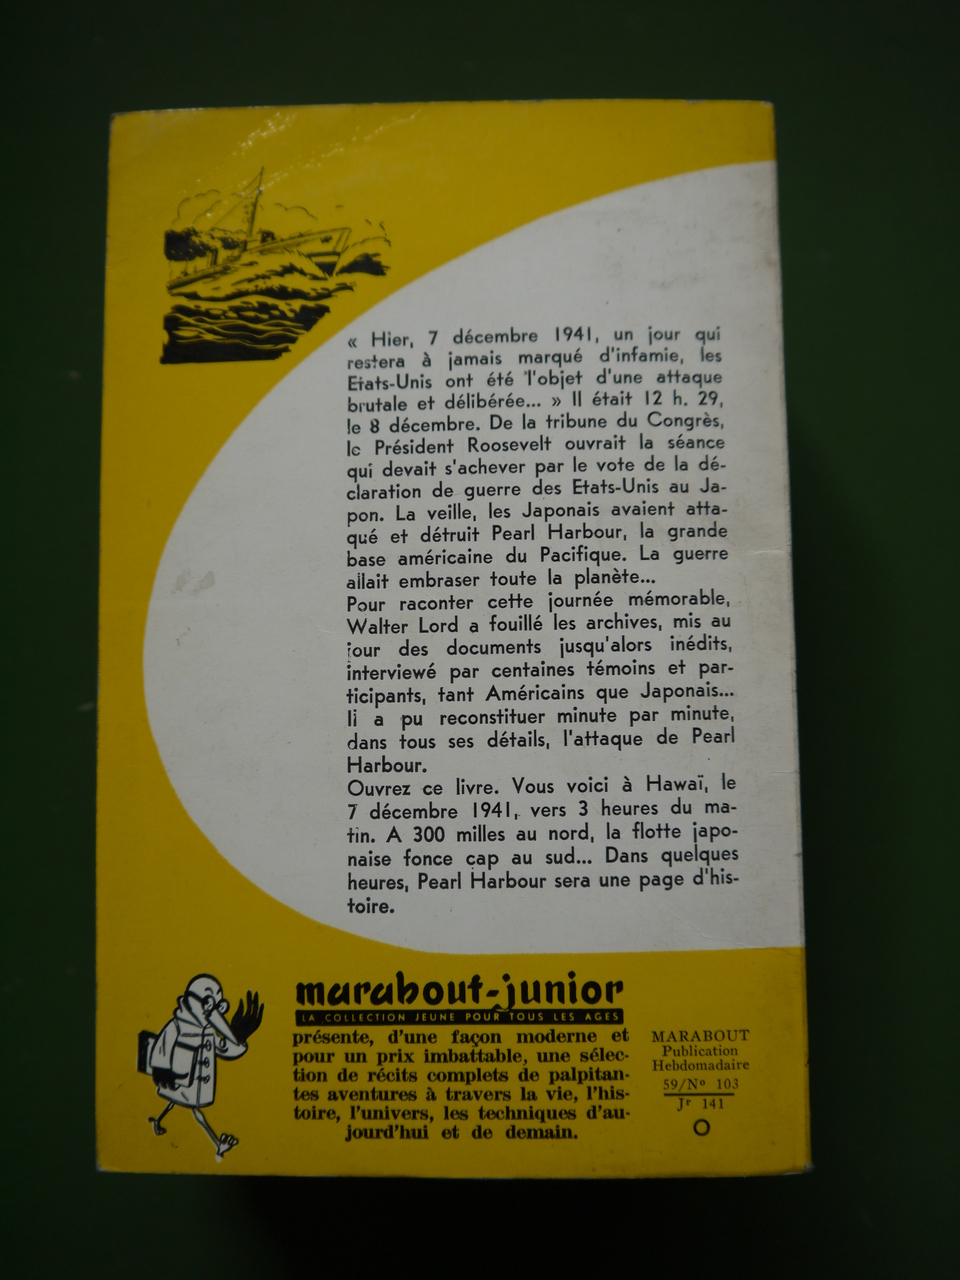 « Hier, 7 décembre 1941, un jour qui
restera à jamais marqué d'infamie, les
Etats-Unis ont été l'objet d'une attaque
brutale et délibérée... » Il était 12 h. 29,
le 8 décembre. De la tribune du Congrès,
le Président Roosevelt ouvrait la séance
qui devait s'achever par le vote de la dé-
claration de guerre des Etats-Unis au Ja-
pon. La veille, les Japonais avaient atta-
qué et détruit Pearl Harbour, la grande
base américaine du Pacifique. La guerre
allait embraser toute la planète...
Pour raconter cette journée mémorable,
Walter Lord a fouillé les archives, mis au
jour des documents jusqu'alors inédits,
interviewé par centaines témoins et par-
ticipants, tant Américains que Japonais...
Il a pu reconstituer minute par minute,
dans tous ses détails, l'attaque de Pearl
Harbour.
Ouvrez ce livre. Vous voici à Hawaï, le
7 décembre 1941, vers 3 heures du ma-
tin. A 300 milles au nord, la flotte japo-
naise fonce cap au sud... Dans quelques
heures, Pearl Harbour sera une page d'his-
toire.
marabout-junior
LA COLLECTION JEUNE POUR TOUS LES AGES
présente, d'une façon moderne et
pour un prix imbattable, une sélec-
tion de récits complets de palpitan-
tes aventures à travers la vie, l'his-
toire, l'univers, les techniques d'au-
jourd'hui et de demain.
MARABOUT
Publication
Hebdomadaire
59/Nº 103
Jr 141
O